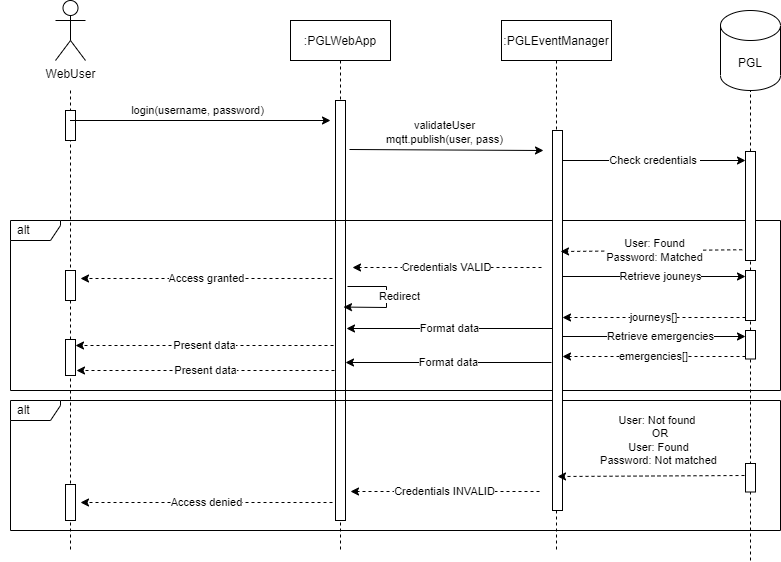 :PGLWebApp
:PGLEventManager
PGL
WebUser
login(username, password)
validateUser
mqtt.publish(user, pass)
Check credentials
alt
User: Found
Password: Matched
Credentials VALID
Access granted
Retrieve jouneys
Redirect
journeys[]
Format data
Retrieve emergencies
Present data
emergencies[]
Format data
Present data
alt
User: Not found
OR
User: Found
Password: Not matched
Credentials INVALID
Access denied